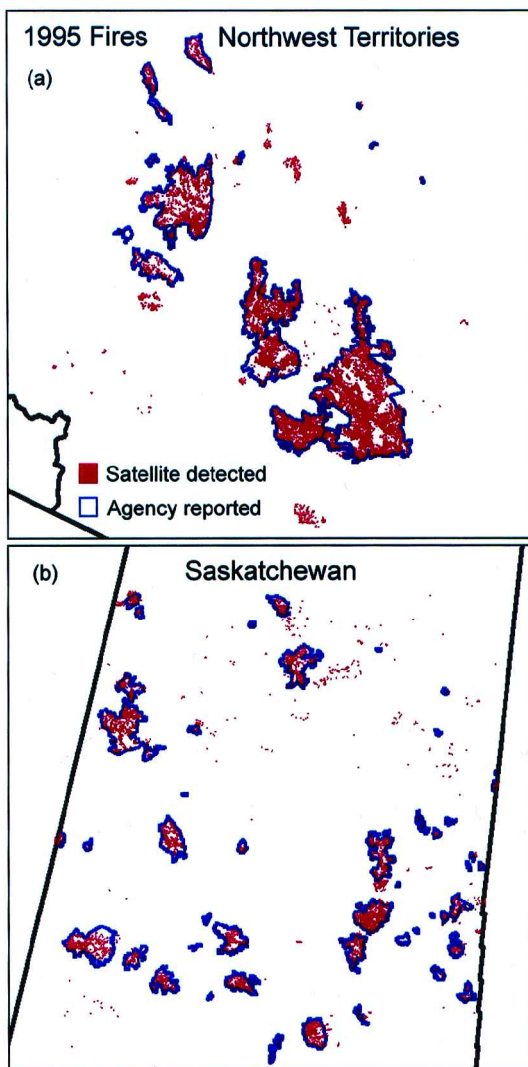 1995 Fires Northwest Territories
(a)
Satellite detected
Agency reported
(b) Saskatchewan